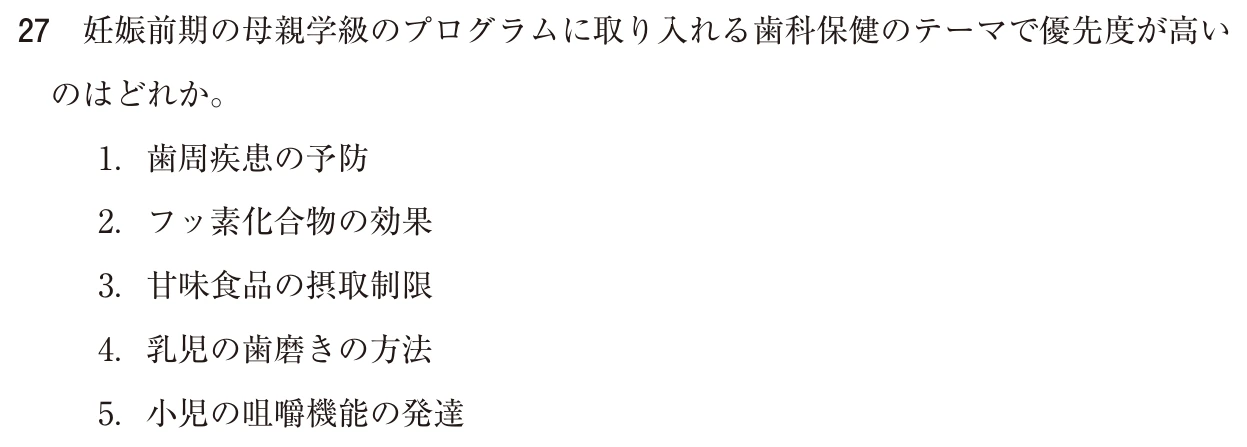 27 妊娠前期の母親学級のプログラムに取り入れる歯科保健のテーマで優先度が高い
のはどれか。
1. 歯周疾患の予防
2. フッ素化合物の効果
3. 甘味食品の摂取制限
4. 乳児の歯磨きの方法
5. 小児の咀嚼機能の発達